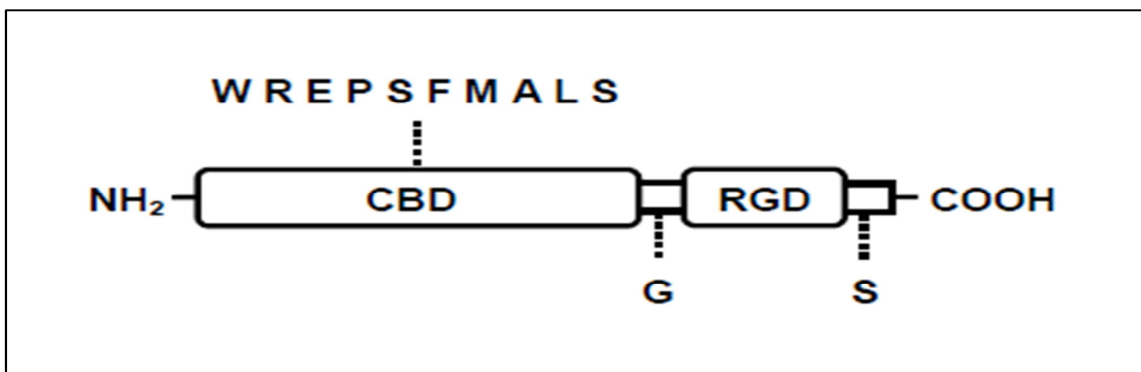 W R E P S F M A L S
NH₂ CBD RGD COOH
G S